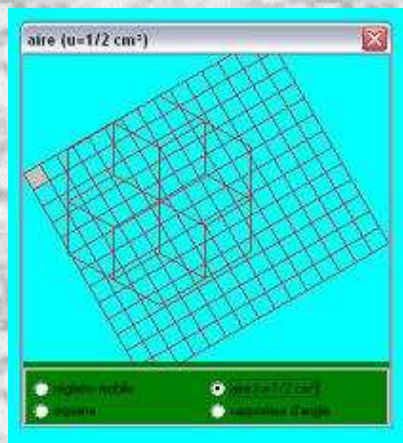 aire (u=1/2 cm²)
réglette mobile
aire (u=1/2 cm²)
équerre
rapporteur d'angle